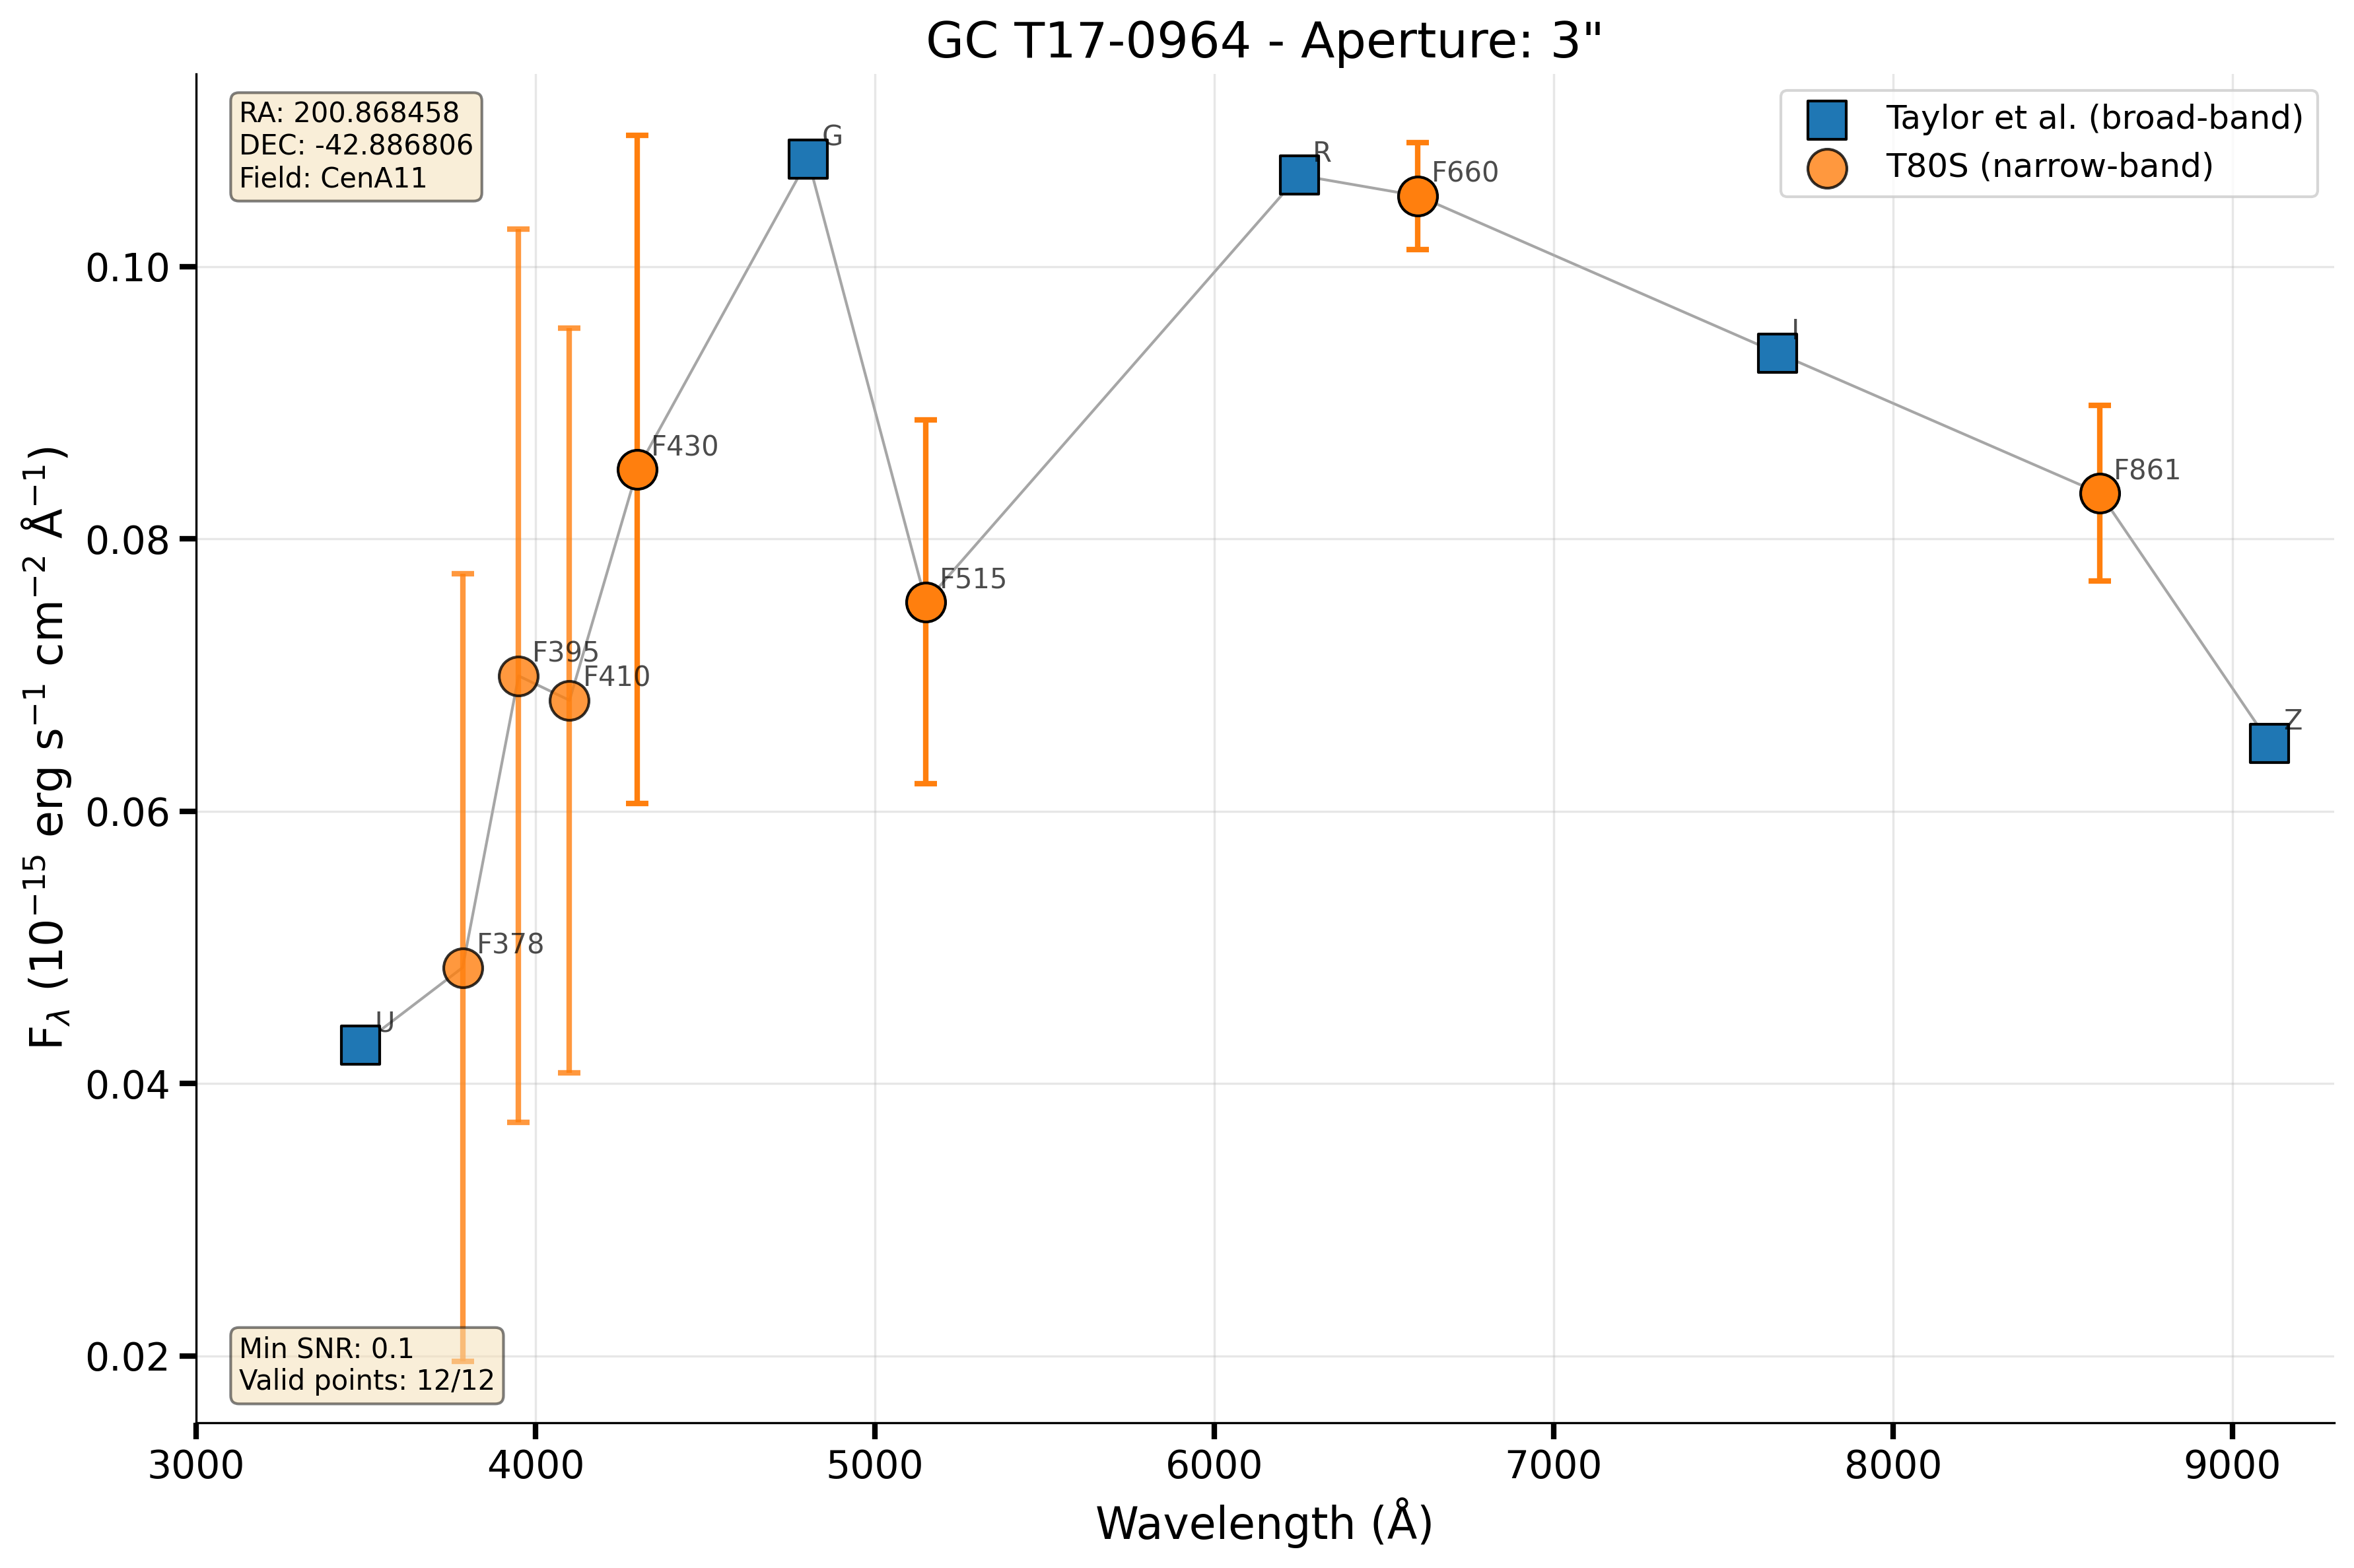 GC T17-0964 - Aperture: 3"
RA: 200.868458
DEC: -42.886806
Field: CenA11
Taylor et al. (broad-band)
T80S (narrow-band)
G
R
F660
I
F430
F861
F515
F395
F410
Z
F378
U
Min SNR: 0.1
Valid points: 12/12
0.10
0.08
0.06
0.04
0.02
F_λ (10⁻¹⁵ erg s⁻¹ cm⁻² Å⁻¹)
3000 4000 5000 6000 7000 8000 9000
Wavelength (Å)